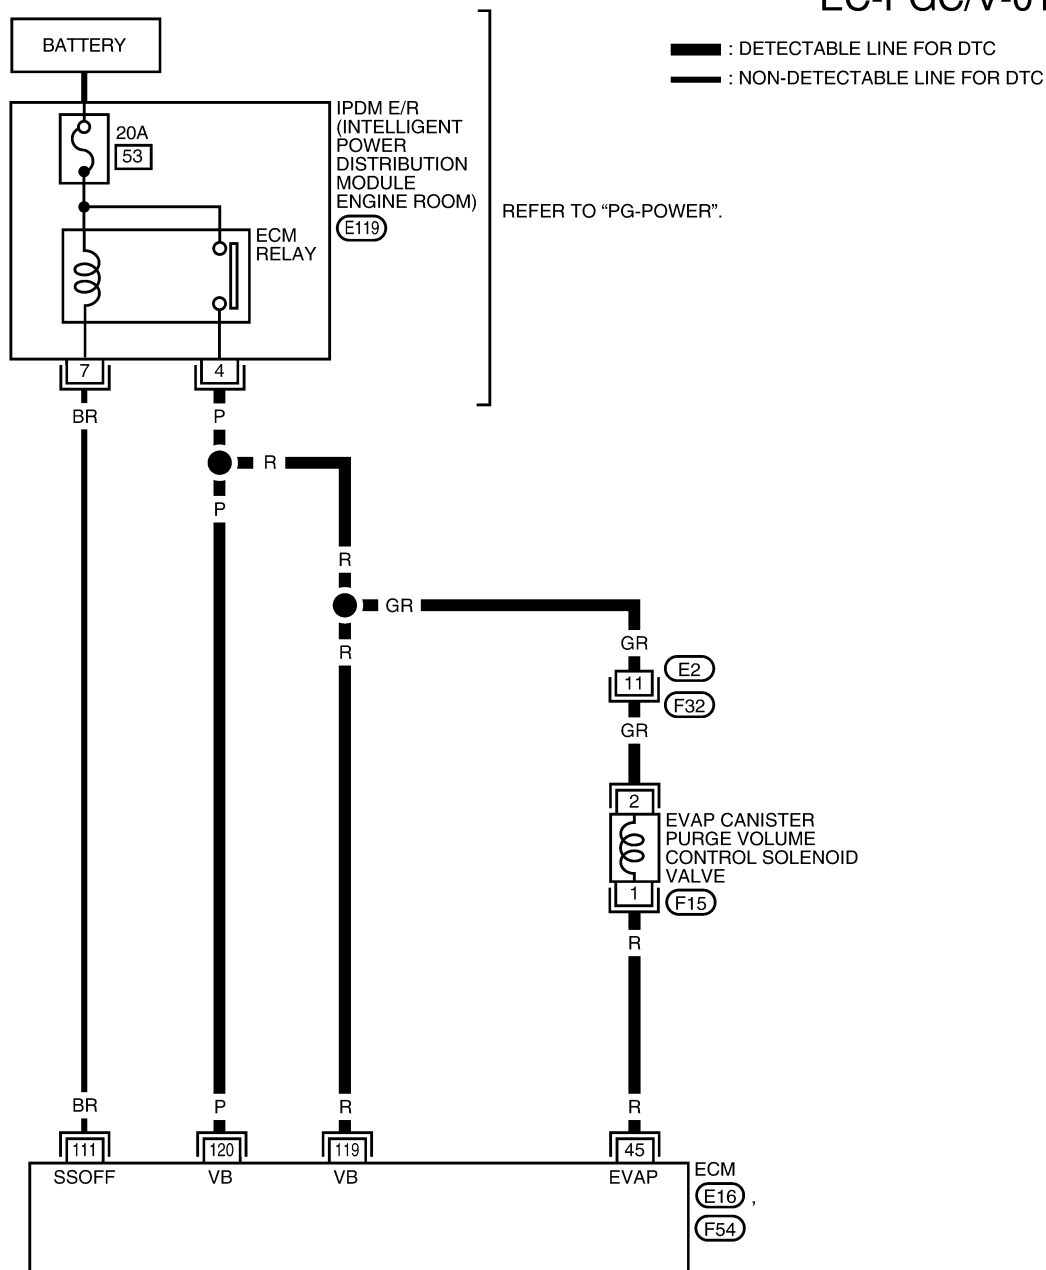 BATTERY
: DETECTABLE LINE FOR DTC
: NON-DETECTABLE LINE FOR DTC
20A
53
IPDM E/R
(INTELLIGENT
POWER
DISTRIBUTION
MODULE
ENGINE ROOM)
E119
REFER TO “PG-POWER”.
ECM
RELAY
7
4
BR
P
R
P
R
GR
R
GR
E2
11
F32
GR
2
EVAP CANISTER
PURGE VOLUME
CONTROL SOLENOID
VALVE
1
F15
R
BR
P
R
R
111
120
119
45
SSOFF
VB
VB
EVAP
ECM
E16 ,
F54